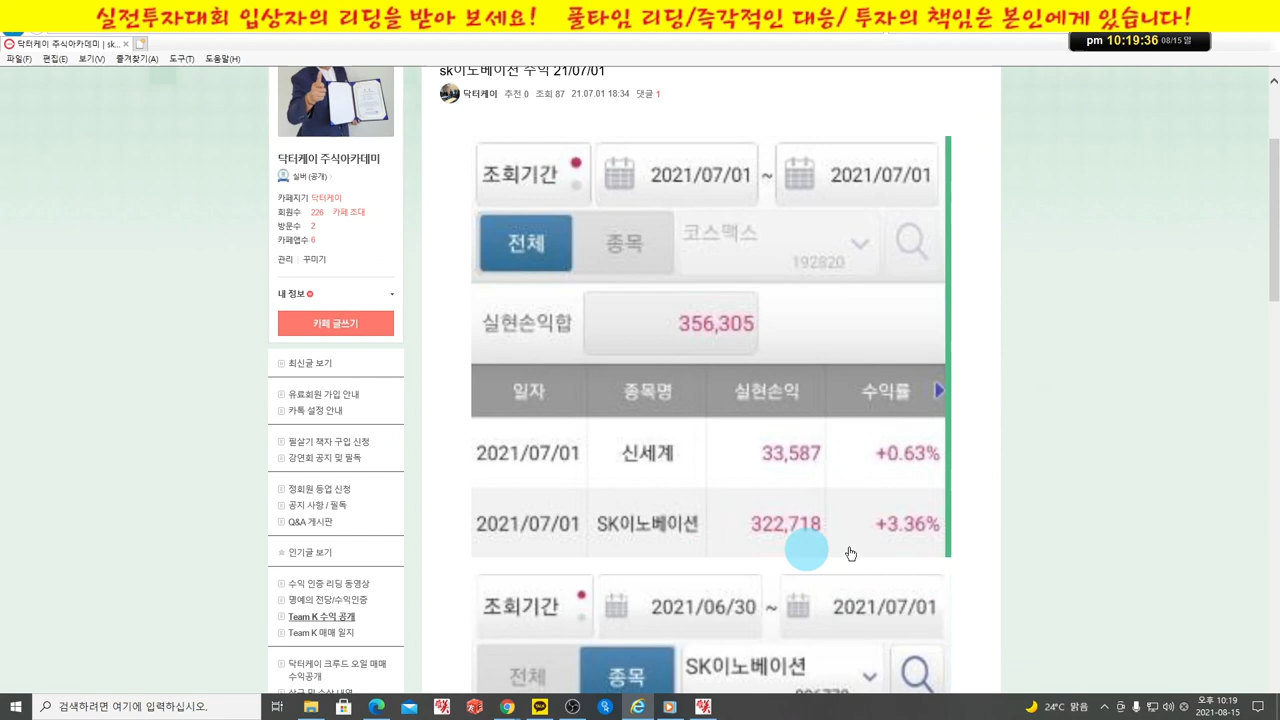 실전투자대회 입상자의 리딩을 받아 보세요! 풀타임 리딩/즉각적인 대응/ 투자의 책임은 본인에게 있습니다!
pm 10:19:36 08/15 일
닥터케이 주식아카데미 | sk...
파일(F) 편집(E) 보기(V) 즐겨찾기(A) 도구(T) 도움말(H)
sk이노베이션 수익 21/07/01
닥터케이 추천 0 조회 87 21.07.01 18:34 댓글 1
닥터케이 주식아카데미
실버 (공개)
카페지기 닥터케이
회원수 226 카페 초대
방문수 2
카페앱수 6
관리 꾸미기
내 정보
카페 글쓰기
최신글 보기
유료회원 가입 안내
카톡 설정 안내
필살기 책자 구입 신청
강연회 공지 및 필독
정회원 등업 신청
공지 사항 / 필독
Q&A 게시판
인기글 보기
수익 인증 리딩 동영상
명예의 전당/수익인증
Team K 수익 공개
Team K 매매 일지
닥터케이 크루드 오일 매매
수익공개
조회기간 2021/07/01 ~ 2021/07/01
전체 종목 코스맥스
192820
실현손익합 356,305
일자 종목명 실현손익 수익률
2021/07/01 신세계 33,587 +0.63%
2021/07/01 SK이노베이션 322,718 +3.36%
조회기간 2021/06/30 ~ 2021/07/01
전체 종목 SK이노베이션
검색하려면 여기에 입력하십시오.
24°C 맑음
오후 10:19
2021-08-15